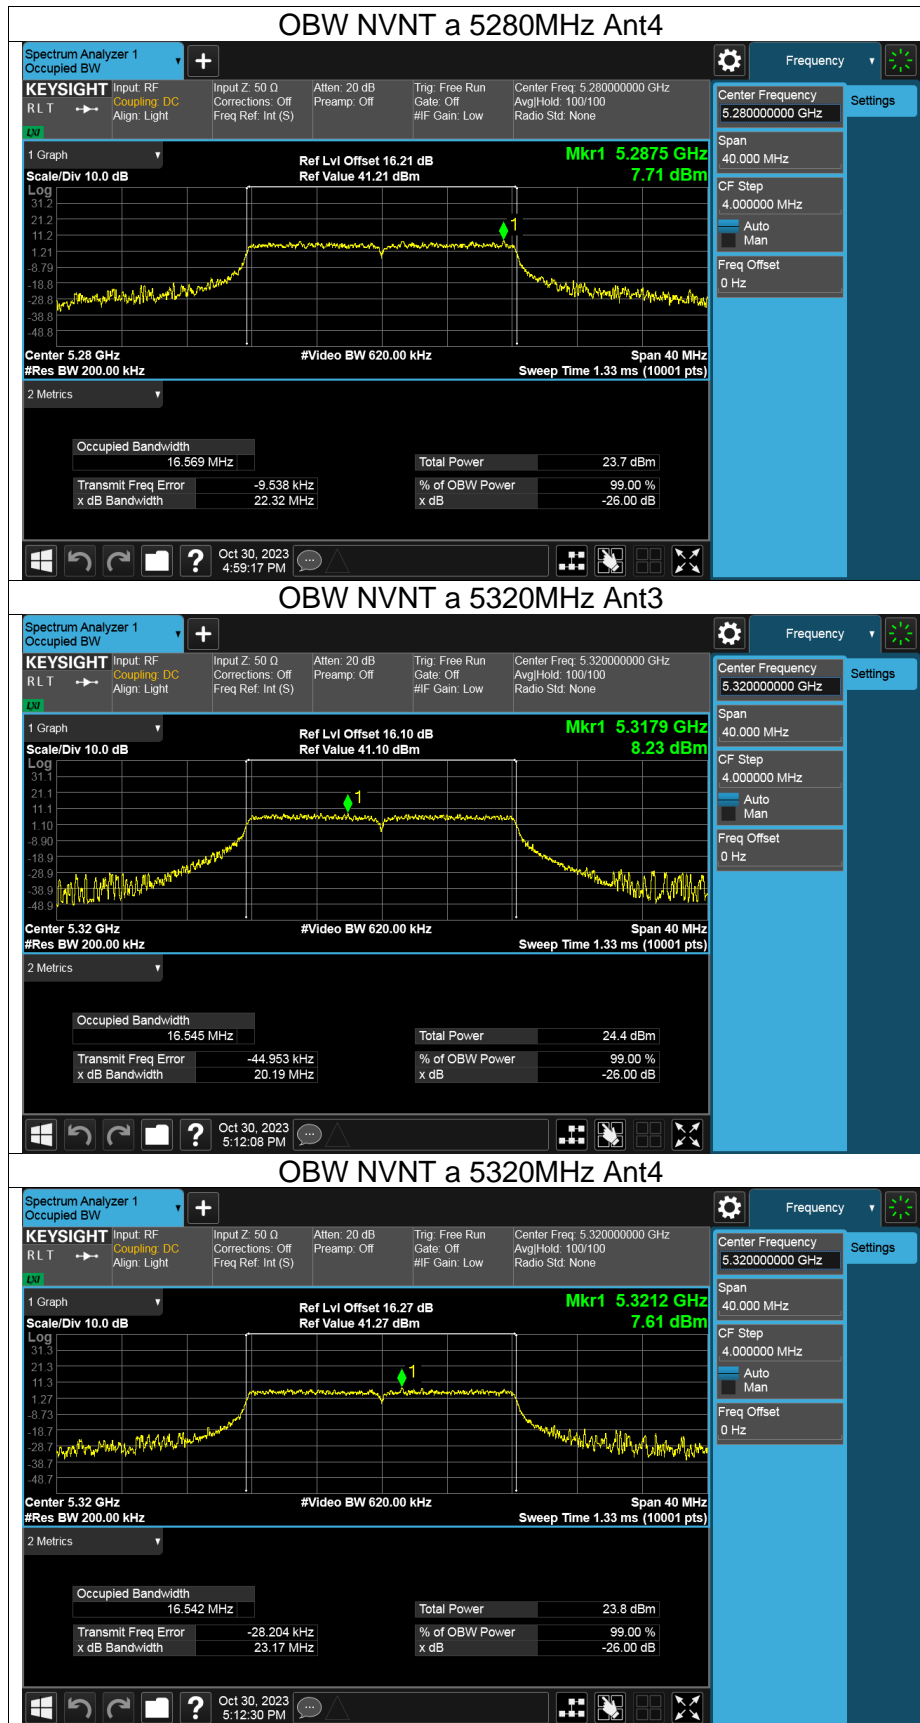 OBW NVNT a 5280MHz Ant4
Spectrum Analyzer 1
Occupied BW
Frequency
KEYSIGHT
RLT
LXI
Input: RF
Coupling: DC
Align: Light
Input Z: 50 Ω
Corrections: Off
Freq Ref: Int (S)
Atten: 20 dB
Preamp: Off
Trig: Free Run
Gate: Off
#IF Gain: Low
Center Freq: 5.280000000 GHz
Avg|Hold: 100/100
Radio Std: None
Center Frequency
5.280000000 GHz
Settings
Span
40.000 MHz
CF Step
4.000000 MHz
Auto
Man
Freq Offset
0 Hz
1 Graph
Scale/Div 10.0 dB
Ref Lvl Offset 16.21 dB
Ref Value 41.21 dBm
Mkr1 5.2875 GHz
7.71 dBm
Log
31.2
21.2
11.2
1.21
-8.79
-18.8
-28.8
-38.8
-48.8
1
Center 5.28 GHz
#Res BW 200.00 kHz
#Video BW 620.00 kHz
Span 40 MHz
Sweep Time 1.33 ms (10001 pts)
2 Metrics
Occupied Bandwidth
16.569 MHz
Transmit Freq Error -9.538 kHz
x dB Bandwidth 22.32 MHz
Total Power 23.7 dBm
% of OBW Power 99.00 %
x dB -26.00 dB
Oct 30, 2023
4:59:17 PM
OBW NVNT a 5320MHz Ant3
Spectrum Analyzer 1
Occupied BW
Frequency
KEYSIGHT
RLT
LXI
Input: RF
Coupling: DC
Align: Light
Input Z: 50 Ω
Corrections: Off
Freq Ref: Int (S)
Atten: 20 dB
Preamp: Off
Trig: Free Run
Gate: Off
#IF Gain: Low
Center Freq: 5.320000000 GHz
Avg|Hold: 100/100
Radio Std: None
Center Frequency
5.320000000 GHz
Settings
Span
40.000 MHz
CF Step
4.000000 MHz
Auto
Man
Freq Offset
0 Hz
1 Graph
Scale/Div 10.0 dB
Ref Lvl Offset 16.10 dB
Ref Value 41.10 dBm
Mkr1 5.3179 GHz
8.23 dBm
Log
31.1
21.1
11.1
1.10
-8.90
-18.9
-28.9
-38.9
-48.9
1
Center 5.32 GHz
#Res BW 200.00 kHz
#Video BW 620.00 kHz
Span 40 MHz
Sweep Time 1.33 ms (10001 pts)
2 Metrics
Occupied Bandwidth
16.545 MHz
Transmit Freq Error -44.953 kHz
x dB Bandwidth 20.19 MHz
Total Power 24.4 dBm
% of OBW Power 99.00 %
x dB -26.00 dB
Oct 30, 2023
5:12:08 PM
OBW NVNT a 5320MHz Ant4
Spectrum Analyzer 1
Occupied BW
Frequency
KEYSIGHT
RLT
LXI
Input: RF
Coupling: DC
Align: Light
Input Z: 50 Ω
Corrections: Off
Freq Ref: Int (S)
Atten: 20 dB
Preamp: Off
Trig: Free Run
Gate: Off
#IF Gain: Low
Center Freq: 5.320000000 GHz
Avg|Hold: 100/100
Radio Std: None
Center Frequency
5.320000000 GHz
Settings
Span
40.000 MHz
CF Step
4.000000 MHz
Auto
Man
Freq Offset
0 Hz
1 Graph
Scale/Div 10.0 dB
Ref Lvl Offset 16.27 dB
Ref Value 41.27 dBm
Mkr1 5.3212 GHz
7.61 dBm
Log
31.3
21.3
11.3
1.27
-8.73
-18.7
-28.7
-38.7
-48.7
1
Center 5.32 GHz
#Res BW 200.00 kHz
#Video BW 620.00 kHz
Span 40 MHz
Sweep Time 1.33 ms (10001 pts)
2 Metrics
Occupied Bandwidth
16.542 MHz
Transmit Freq Error -28.204 kHz
x dB Bandwidth 23.17 MHz
Total Power 23.8 dBm
% of OBW Power 99.00 %
x dB -26.00 dB
Oct 30, 2023
5:12:30 PM